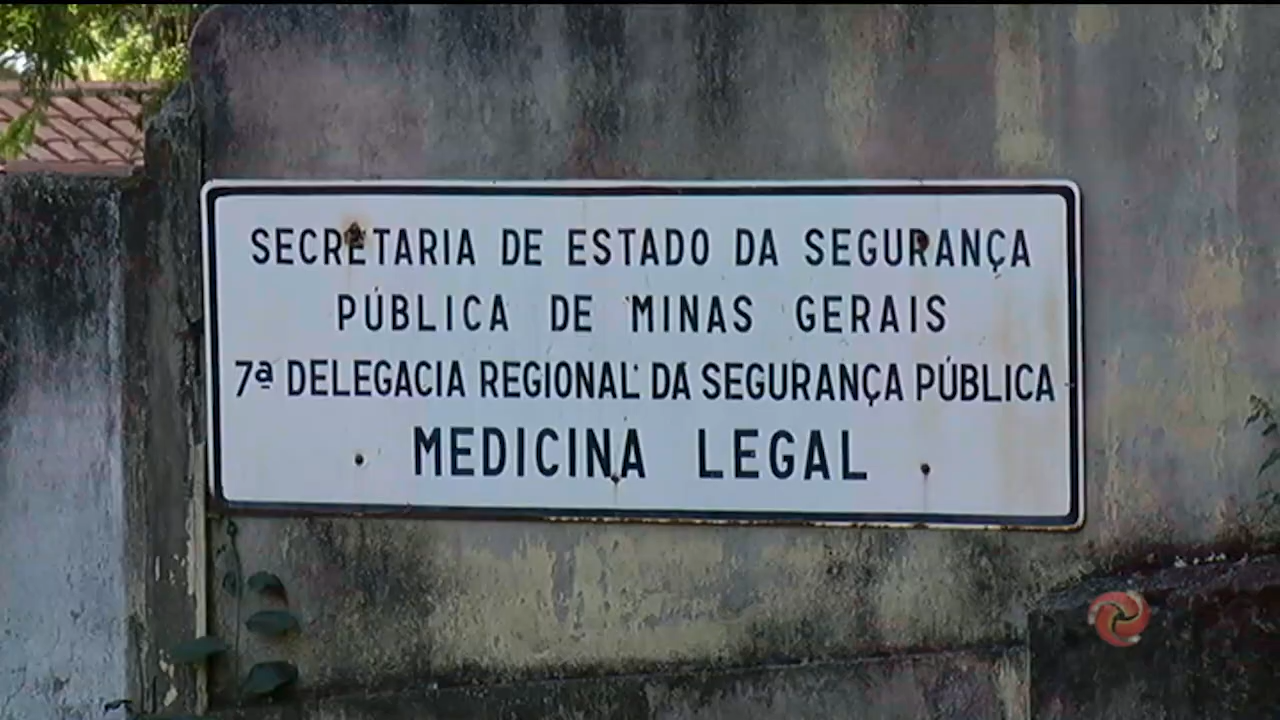 SECRETARIA DE ESTADO DA SEGURANÇA
PÚBLICA DE MINAS GERAIS
7ª DELEGACIA REGIONAL DA SEGURANÇA PÚBLICA
MEDICINA LEGAL